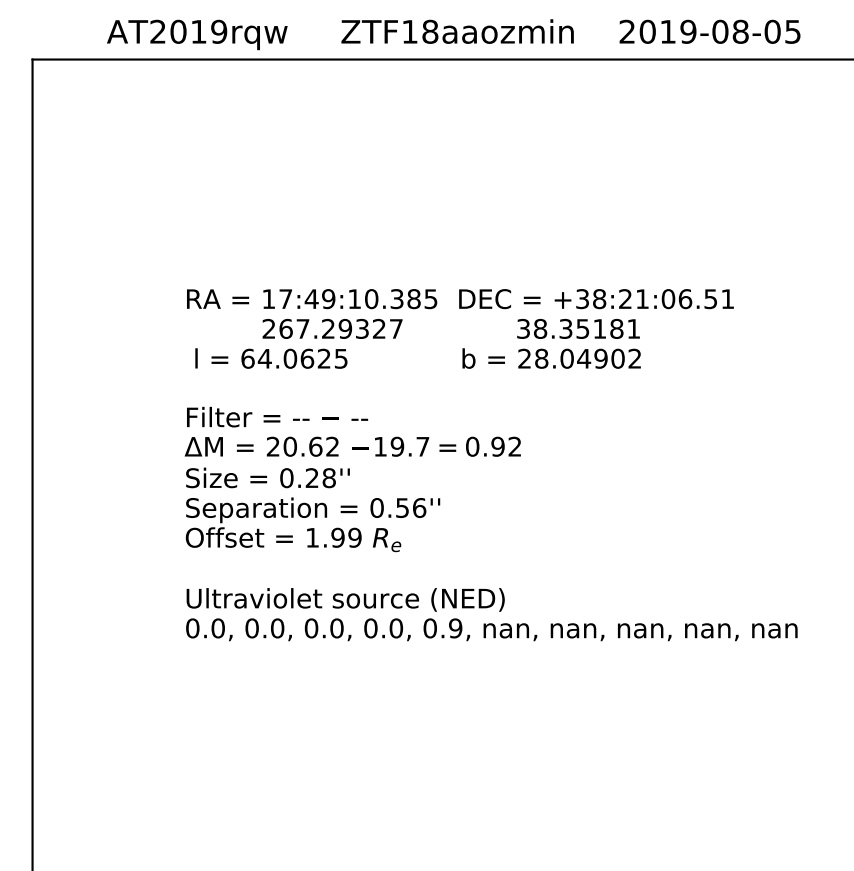 AT2019rqw ZTF18aaozmin 2019-08-05
RA = 17:49:10.385 DEC = +38:21:06.51
267.29327 38.35181
l = 64.0625 b = 28.04902
Filter = -- − --
ΔM = 20.62 −19.7 = 0.92
Size = 0.28''
Separation = 0.56''
Offset = 1.99 Re
Ultraviolet source (NED)
0.0, 0.0, 0.0, 0.0, 0.9, nan, nan, nan, nan, nan